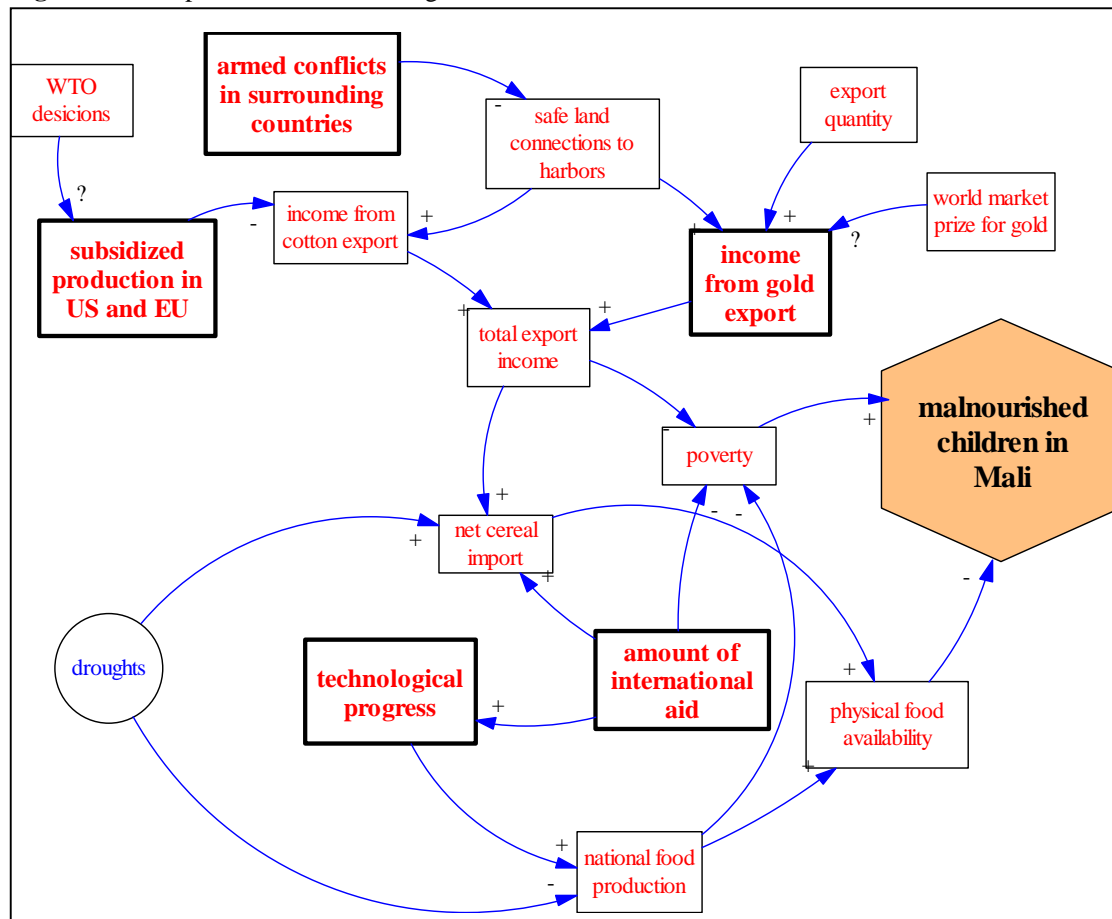 WTO
desicions
armed conflicts
in surrounding
countries
-
safe land
connections to
harbors
export
quantity
?
-
income from
cotton export
+
+
+
?
world market
prize for gold
subsidized
production in
US and EU
income
from gold
export
+
+
total export
income
malnourished
children in
Mali
+
-
poverty
+
+
net cereal
import
-
-
+
-
droughts
technological
progress
+
amount of
international
aid
+
physical food
availability
+
+
-
national food
production